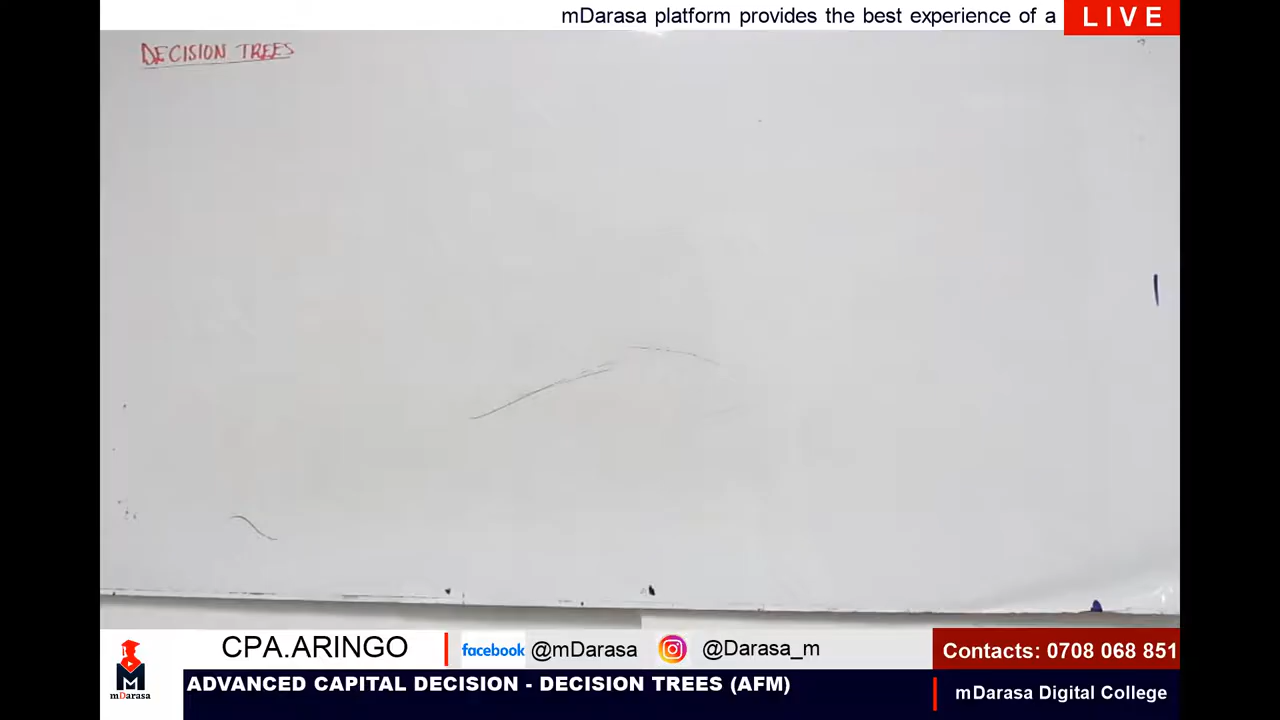 mDarasa platform provides the best experience of a
LIVE
DECISION TREES
CPA.ARINGO
facebook @mDarasa
@Darasa_m
Contacts: 0708 068 851
M
mDarasa
ADVANCED CAPITAL DECISION - DECISION TREES (AFM)
mDarasa Digital College